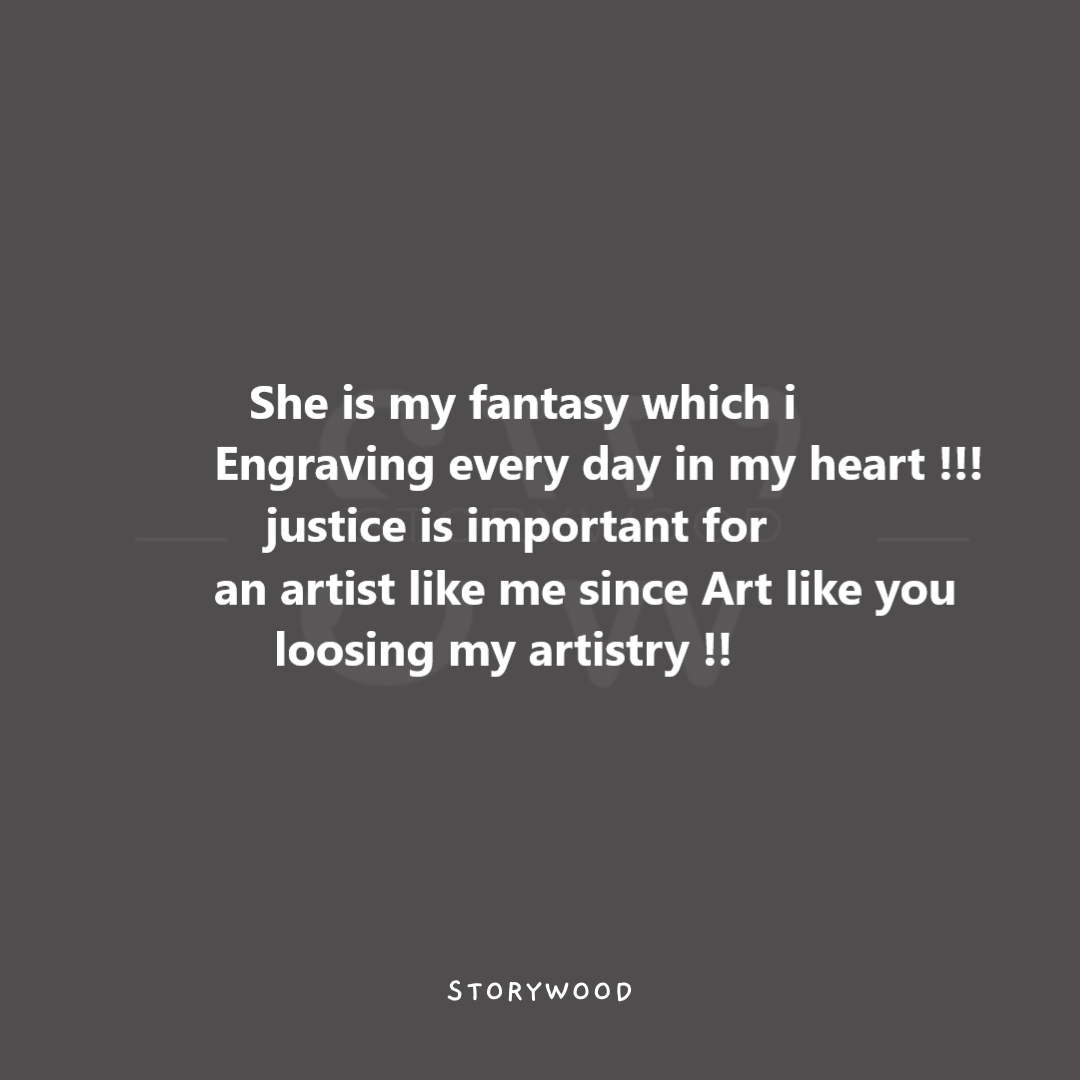 She is my fantasy which i
Engraving every day in my heart !!!
justice is important for
an artist like me since Art like you
loosing my artistry !!
STORYWOOD
STORYWOOD